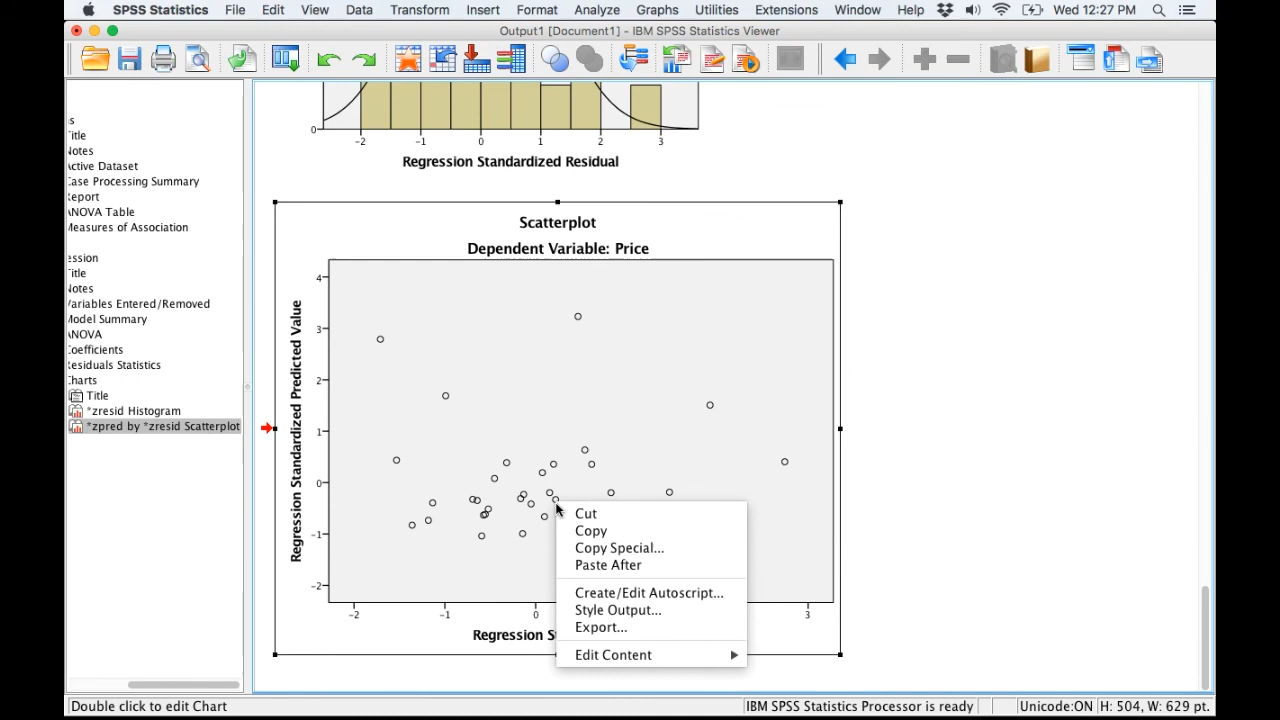 SPSS Statistics File Edit View Data Transform Insert Format Analyze Graphs Utilities Extensions Window Help Wed 12:27 PM
Output1 [Document1] - IBM SPSS Statistics Viewer
s
itle
Notes
Active Dataset
Case Processing Summary
Report
ANOVA Table
Measures of Association
ession
itle
Notes
Variables Entered/Removed
Model Summary
ANOVA
Coefficients
Residuals Statistics
Charts
Title
*zresid Histogram
*zpred by *zresid Scatterplot
0
-2 -1 0 1 2 3
Regression Standardized Residual
Scatterplot
Dependent Variable: Price
Regression Standardized Predicted Value
4
3
2
1
0
-1
-2
-2 -1 0 3
Regression S
Cut
Copy
Copy Special...
Paste After
Create/Edit Autoscript...
Style Output...
Export...
Edit Content
Double click to edit Chart
IBM SPSS Statistics Processor is ready Unicode:ON H: 504, W: 629 pt.